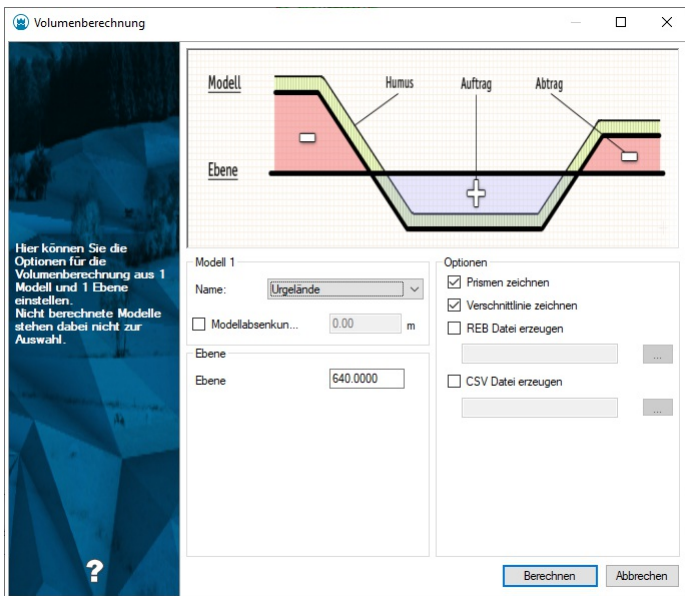 Volumenberechnung
Modell
Humus
Auftrag
Abtrag
Ebene
Hier können Sie die
Optionen für die
Volumenberechnung aus 1
Modell und 1 Ebene
einstellen.
Nicht berechnete Modelle
stehen dabei nicht zur
Auswahl.
?
Modell 1
Name: Urgelände
Modellabsenkun... 0.00 m
Ebene
Ebene 640.0000
Optionen
Prismen zeichnen
Verschnittlinie zeichnen
REB Datei erzeugen
...
CSV Datei erzeugen
...
Berechnen
Abbrechen